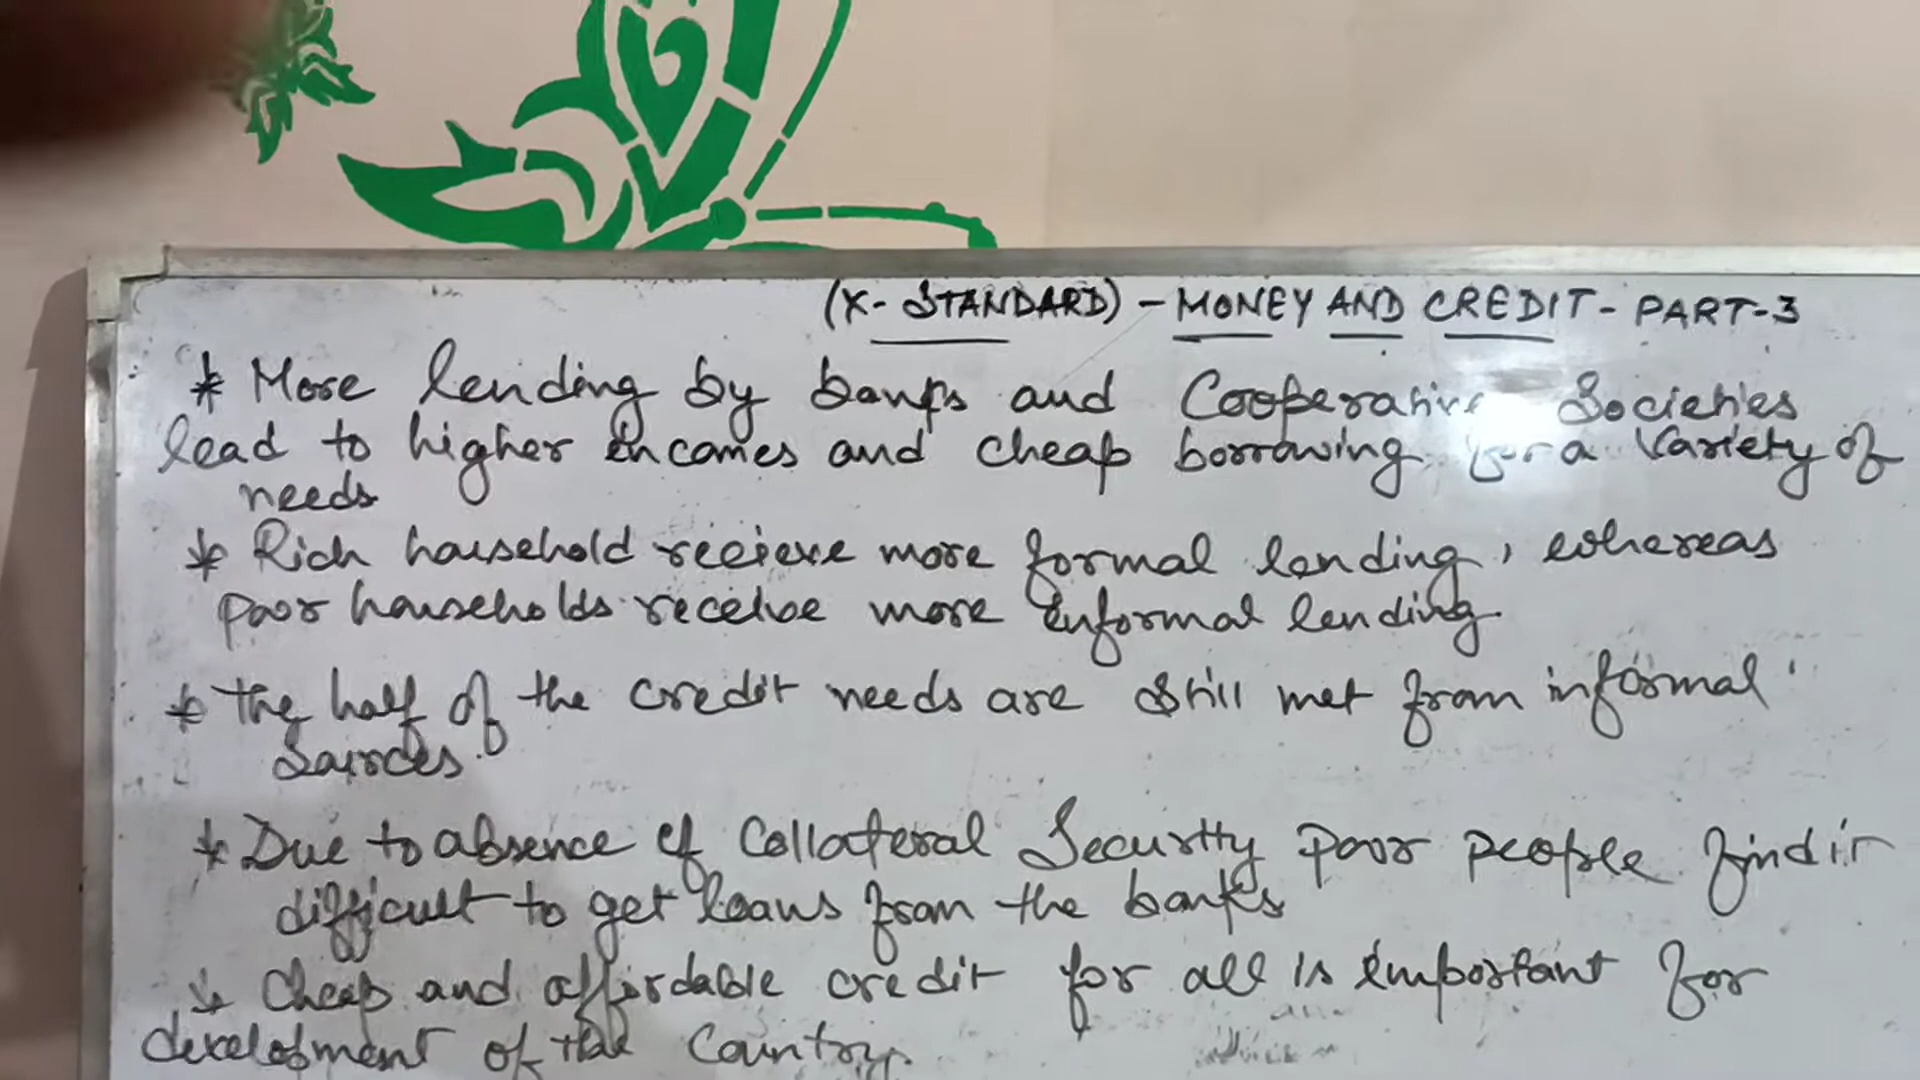 (X- STANDARD) - MONEY AND CREDIT - PART-3
* More lending by banks and Cooperative Societies
lead to higher incomes and cheap borrowing for a Variety of
needs
* Rich household recieve more formal lending, whereas
poor households receive more informal lending
* The half of the credit needs are still met from informal
Sources.
* Due to absence of Collateral Security poor people find it
difficult to get loans from the banks
* Cheap and affordable credit for all is important for
development of the Country.